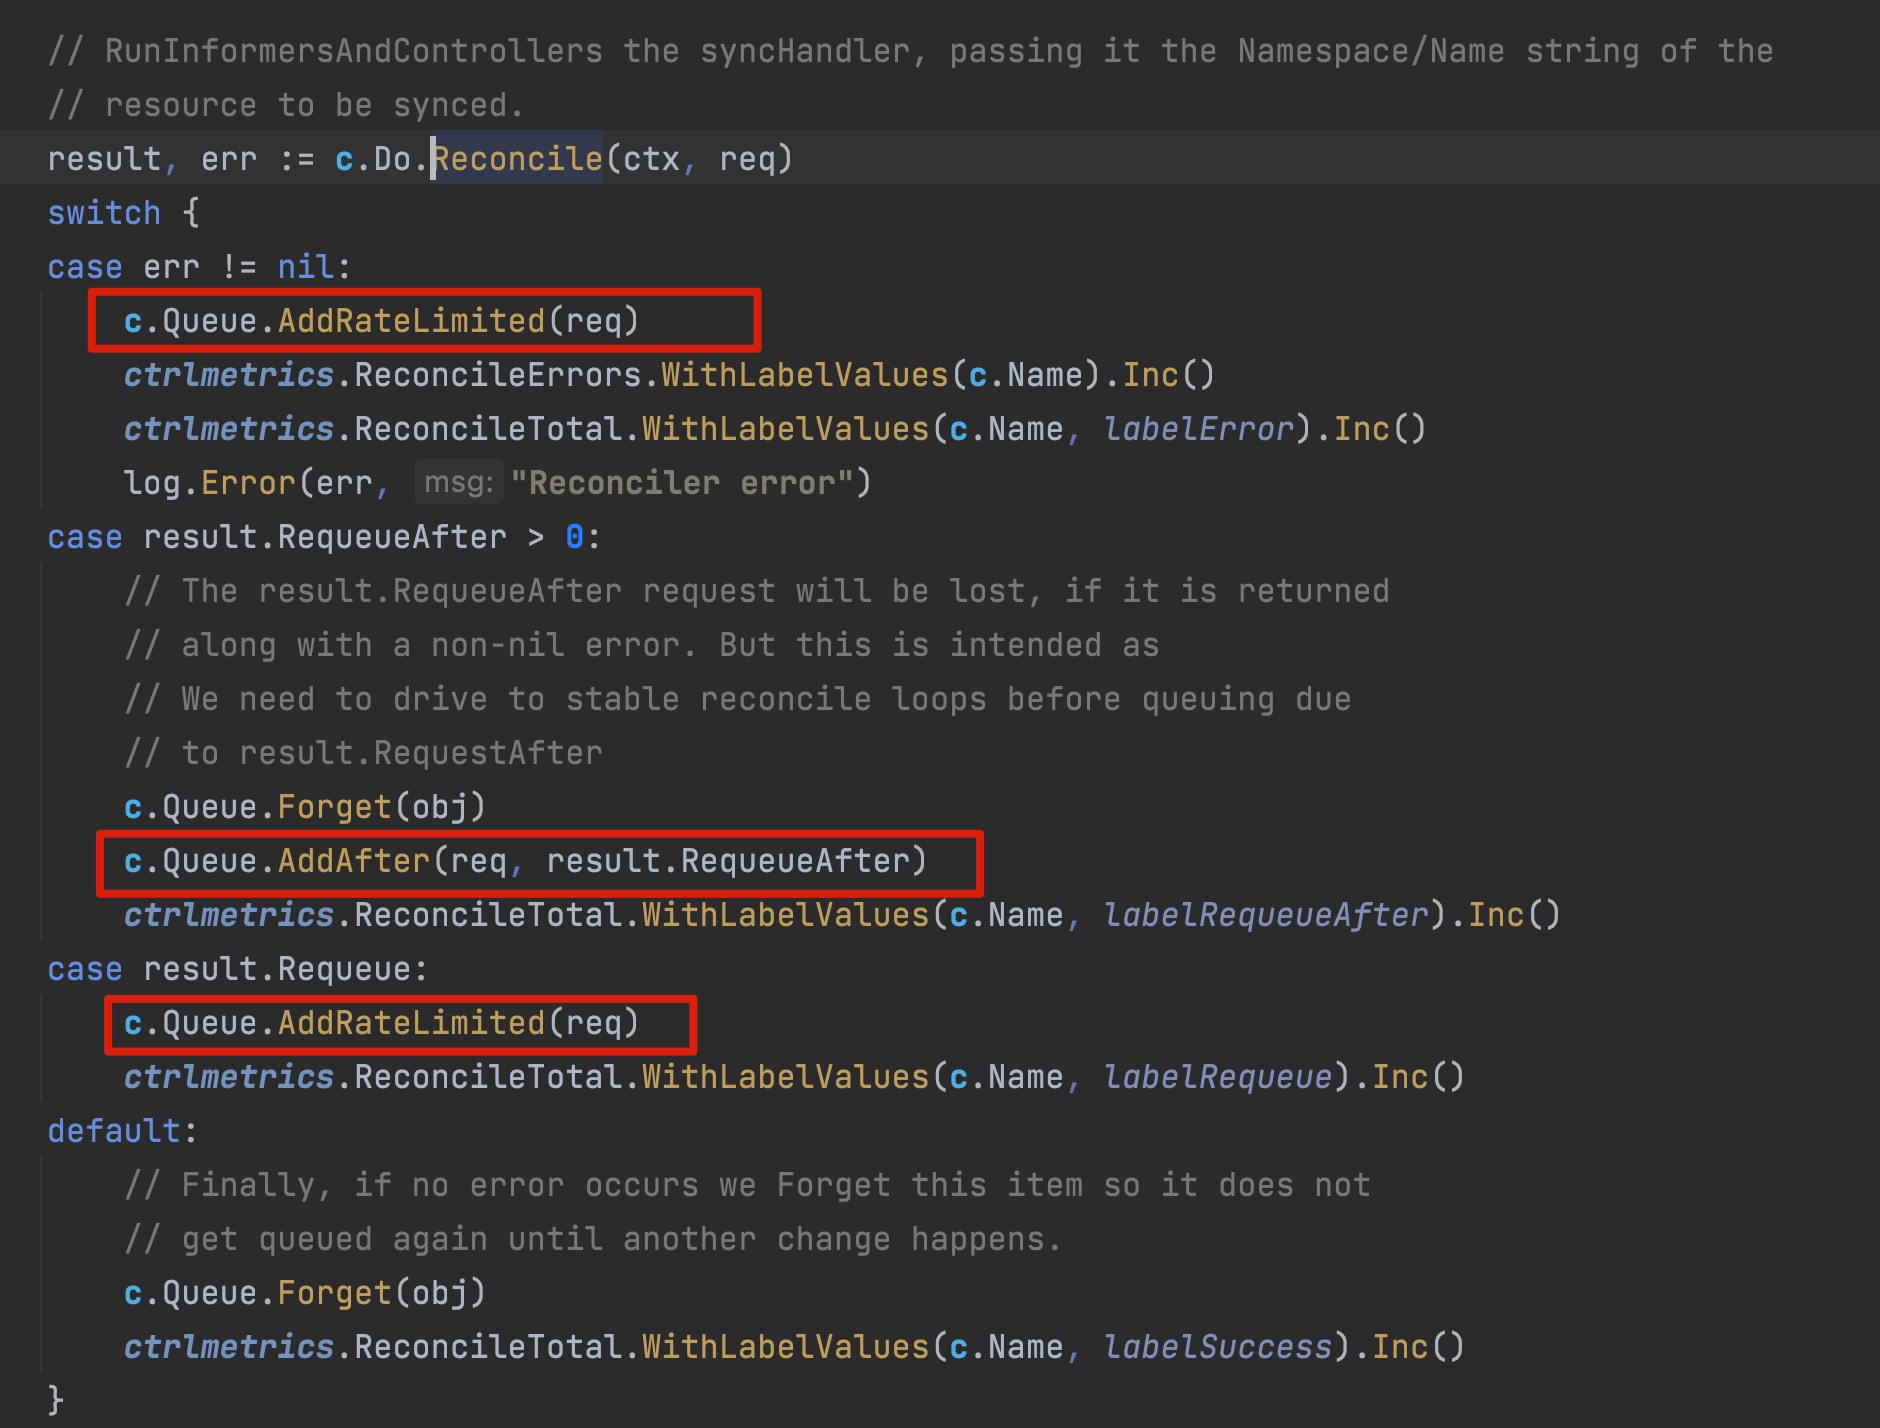 // RunInformersAndControllers the syncHandler, passing it the Namespace/Name string of the
// resource to be synced.
result, err := c.Do.Reconcile(ctx, req)
switch {
case err != nil:
c.Queue.AddRateLimited(req)
ctrlmetrics.ReconcileErrors.WithLabelValues(c.Name).Inc()
ctrlmetrics.ReconcileTotal.WithLabelValues(c.Name, labelError).Inc()
log.Error(err, msg: "Reconciler error")
case result.RequeueAfter > 0:
// The result.RequeueAfter request will be lost, if it is returned
// along with a non-nil error. But this is intended as
// We need to drive to stable reconcile loops before queuing due
// to result.RequestAfter
c.Queue.Forget(obj)
c.Queue.AddAfter(req, result.RequeueAfter)
ctrlmetrics.ReconcileTotal.WithLabelValues(c.Name, labelRequeueAfter).Inc()
case result.Requeue:
c.Queue.AddRateLimited(req)
ctrlmetrics.ReconcileTotal.WithLabelValues(c.Name, labelRequeue).Inc()
default:
// Finally, if no error occurs we Forget this item so it does not
// get queued again until another change happens.
c.Queue.Forget(obj)
ctrlmetrics.ReconcileTotal.WithLabelValues(c.Name, labelSuccess).Inc()
}